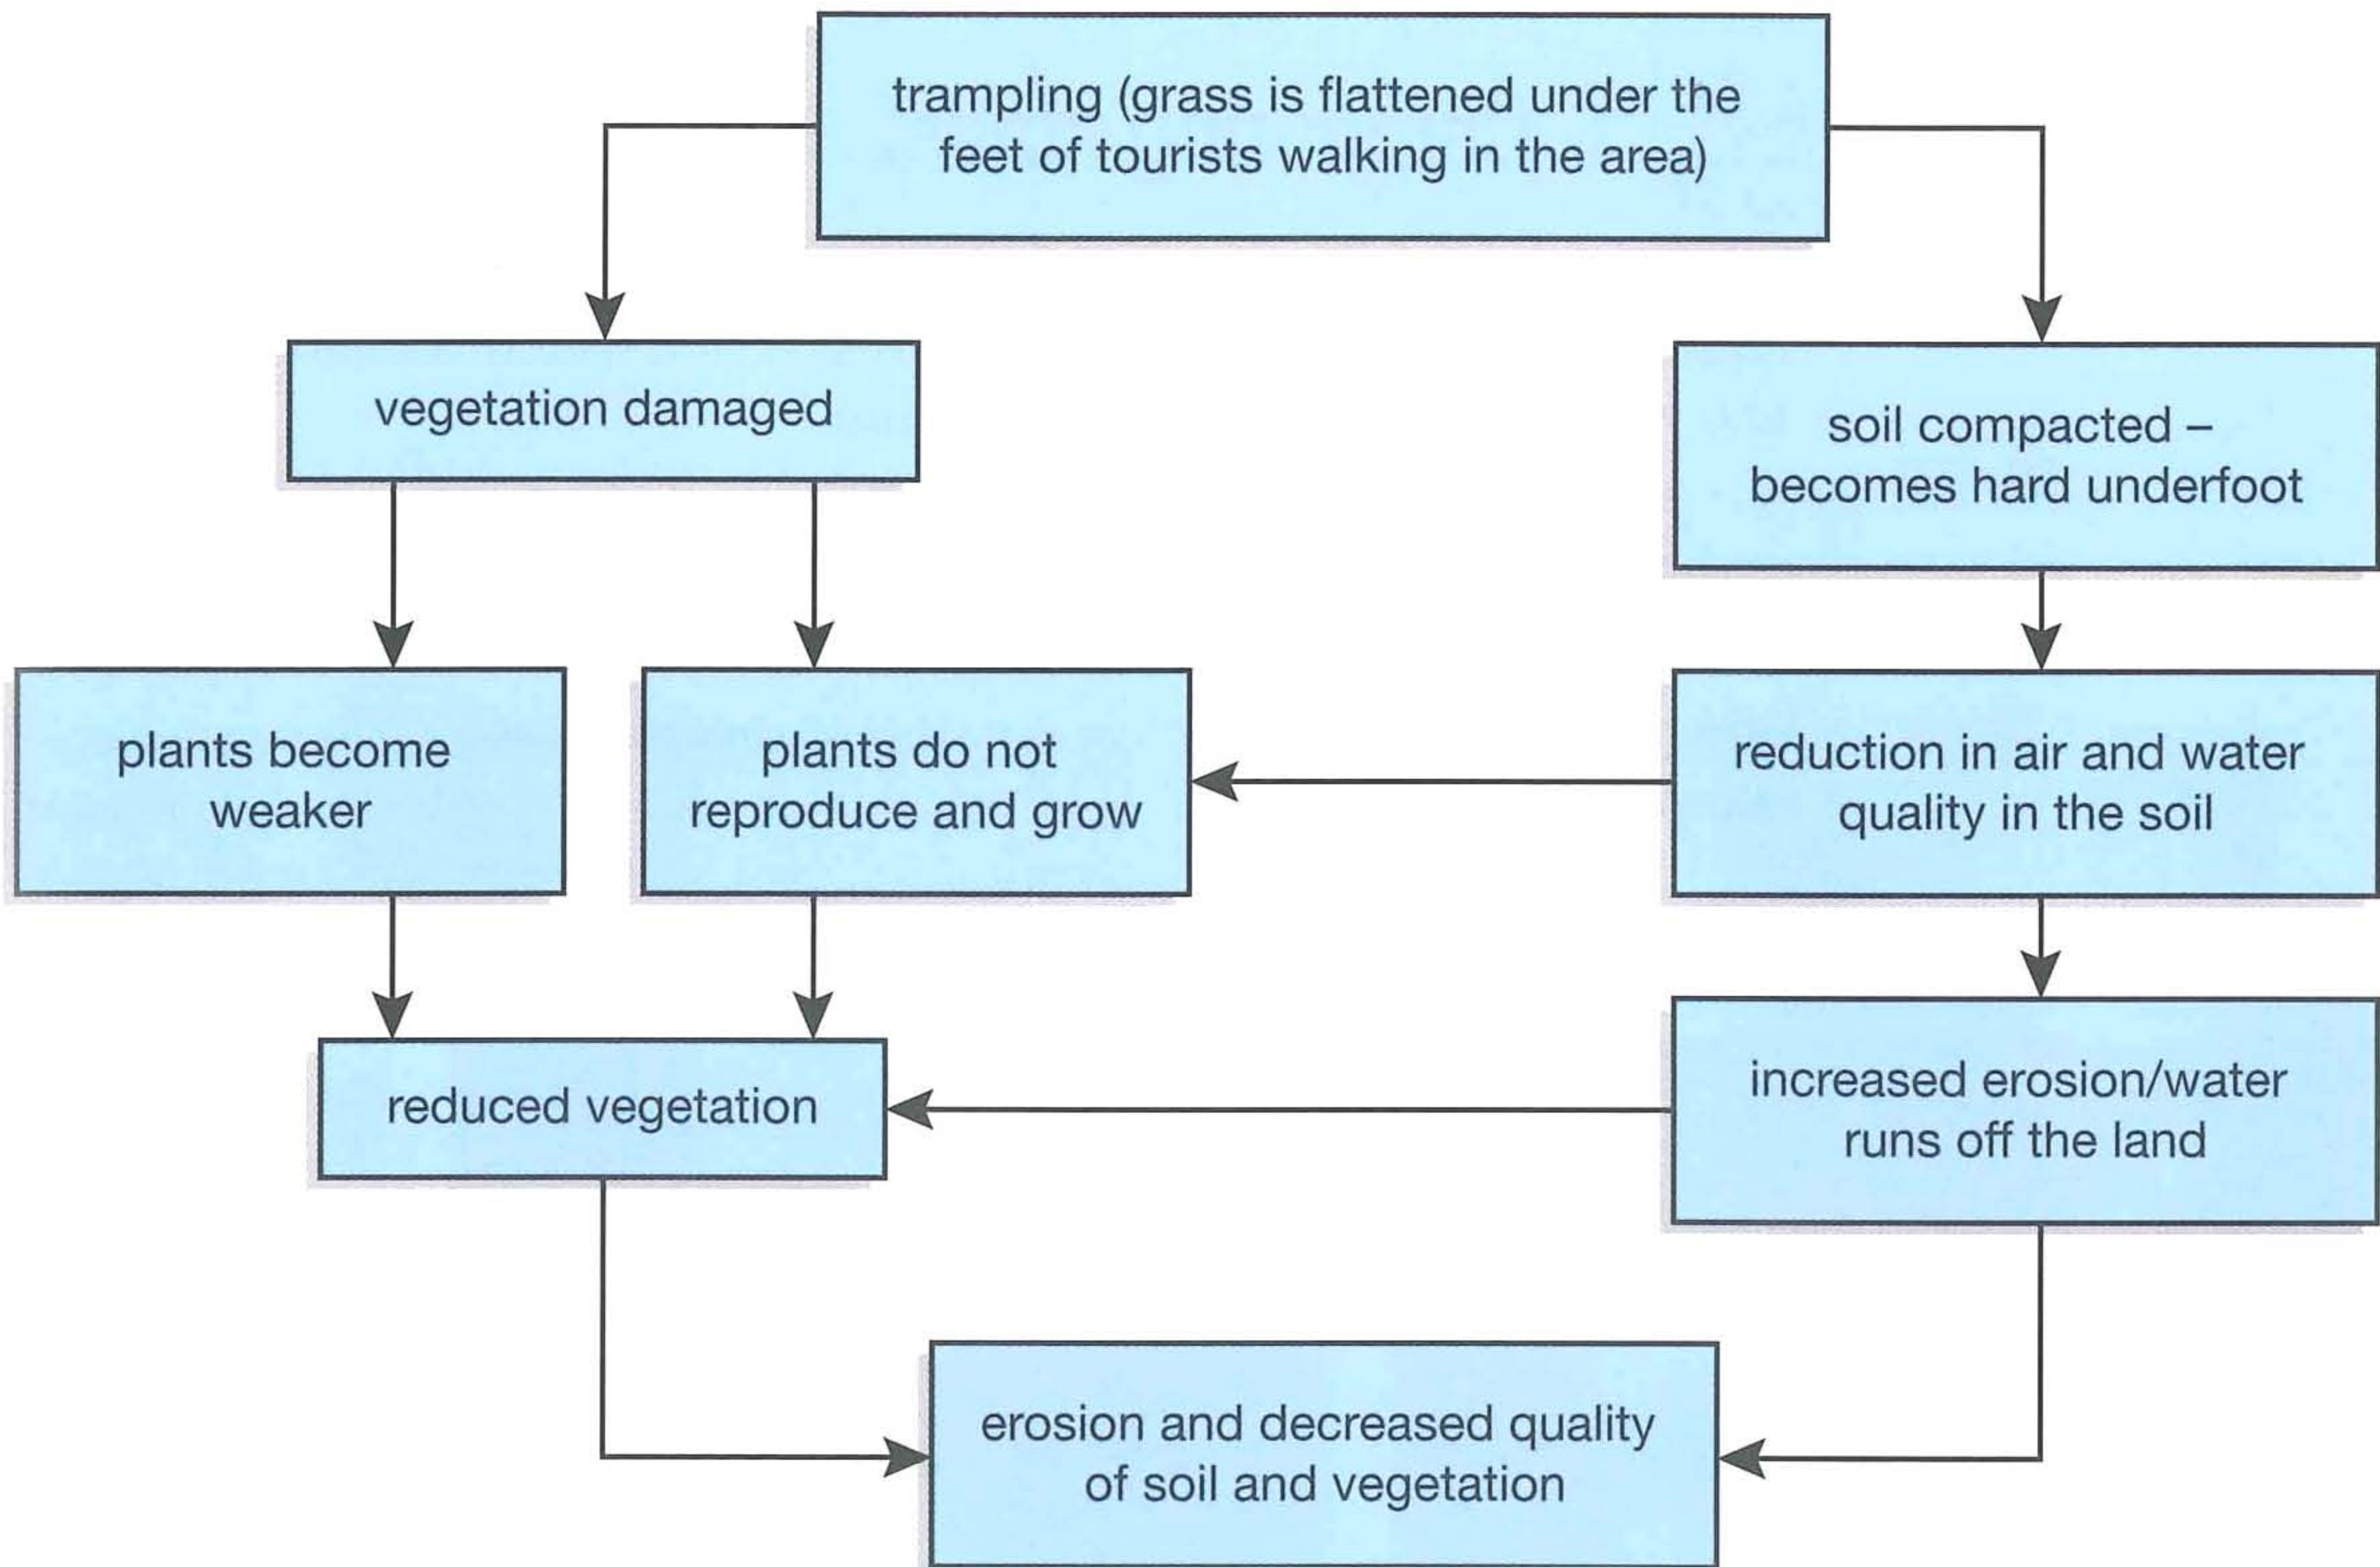 trampling (grass is flattened under the
feet of tourists walking in the area)
vegetation damaged
soil compacted –
becomes hard underfoot
plants become
weaker
plants do not
reproduce and grow
reduction in air and water
quality in the soil
reduced vegetation
increased erosion/water
runs off the land
erosion and decreased quality
of soil and vegetation